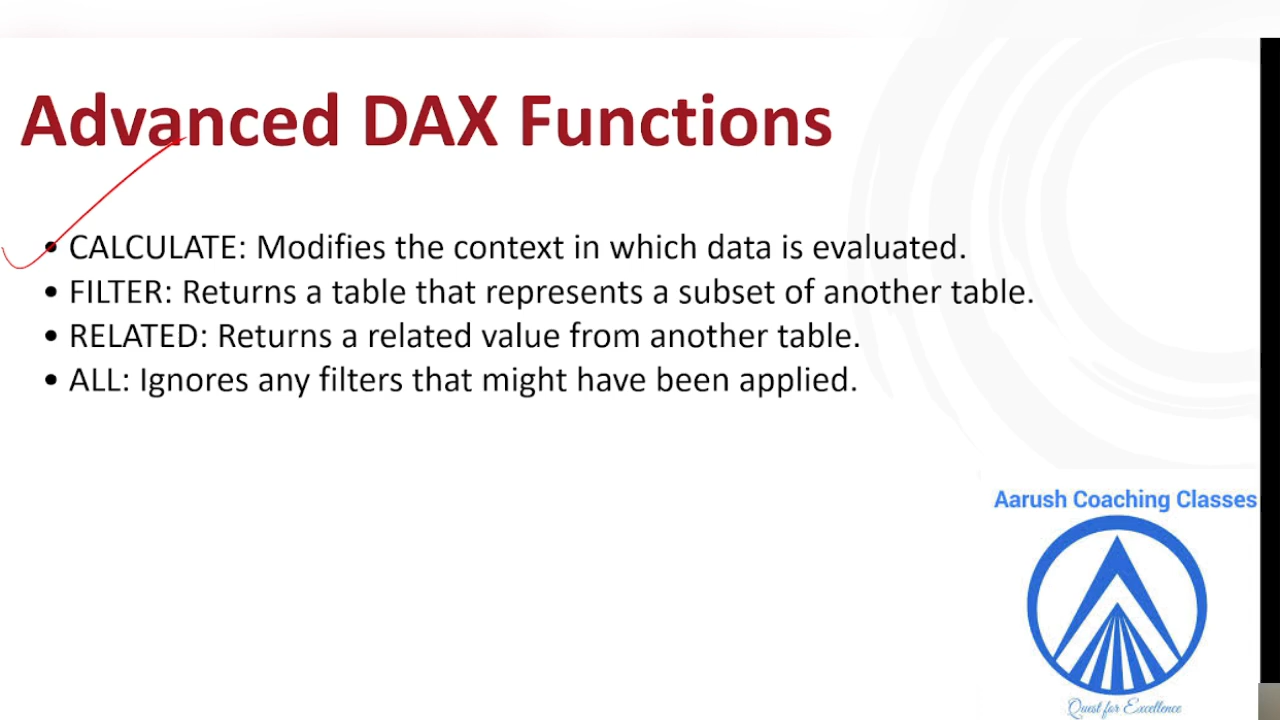 Advanced DAX Functions
• CALCULATE: Modifies the context in which data is evaluated.
• FILTER: Returns a table that represents a subset of another table.
• RELATED: Returns a related value from another table.
• ALL: Ignores any filters that might have been applied.
Aarush Coaching Classes
Quest for Excellence